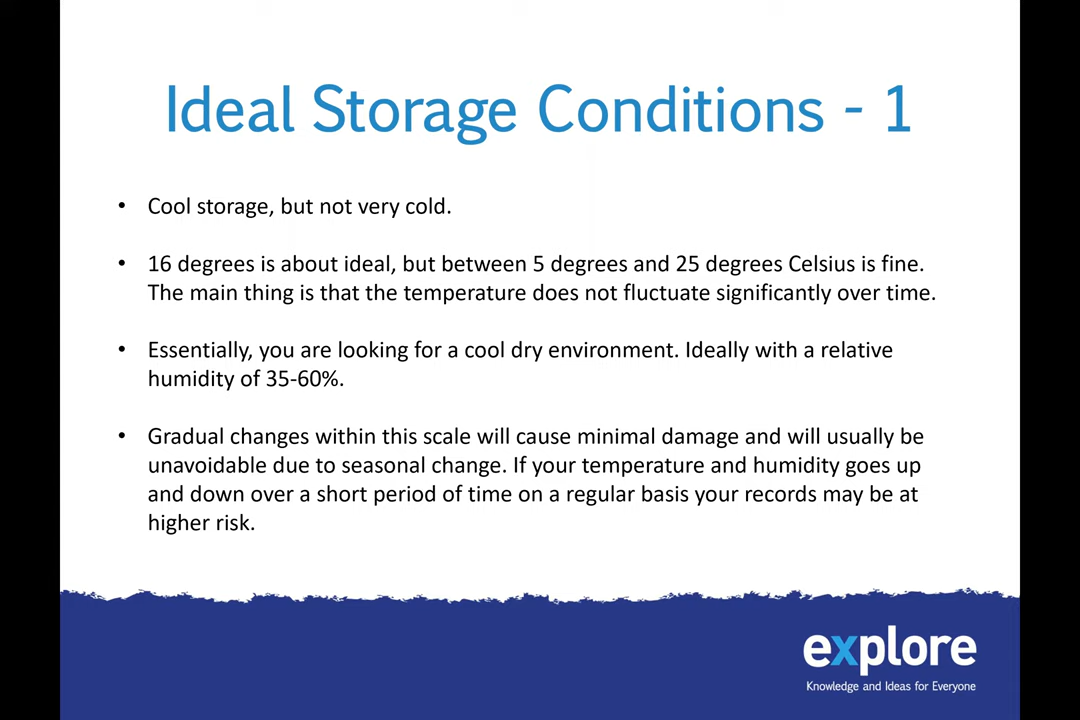 Ideal Storage Conditions - 1
• Cool storage, but not very cold.
• 16 degrees is about ideal, but between 5 degrees and 25 degrees Celsius is fine.
The main thing is that the temperature does not fluctuate significantly over time.
• Essentially, you are looking for a cool dry environment. Ideally with a relative
humidity of 35-60%.
• Gradual changes within this scale will cause minimal damage and will usually be
unavoidable due to seasonal change. If your temperature and humidity goes up
and down over a short period of time on a regular basis your records may be at
higher risk.
explore
Knowledge and Ideas for Everyone